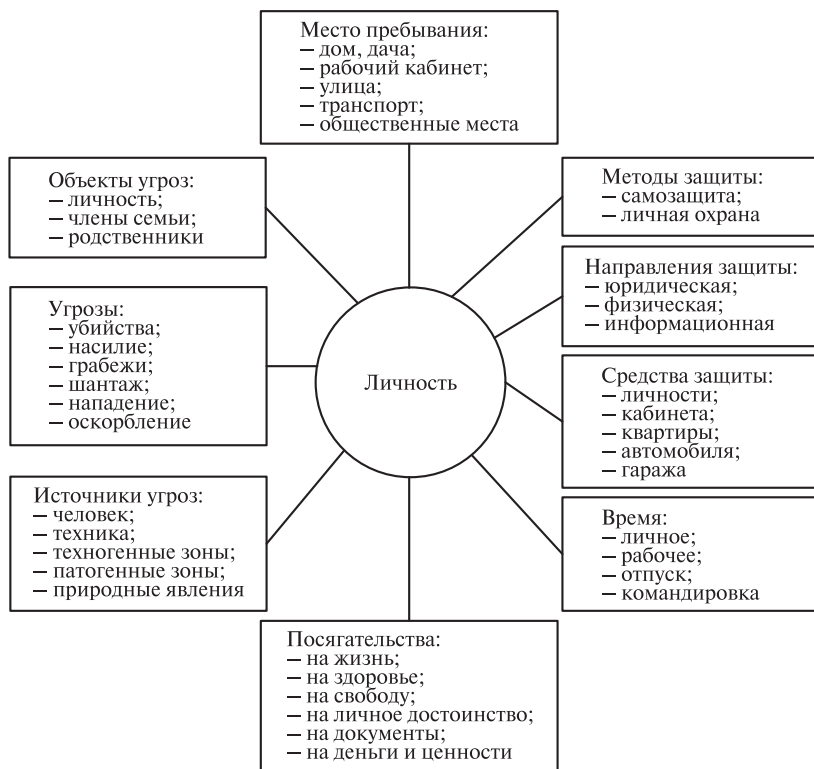 Место пребывания:
– дом, дача;
– рабочий кабинет;
– улица;
– транспорт;
– общественные места
Объекты угроз:
– личность;
– члены семьи;
– родственники
Методы защиты:
– самозащита;
– личная охрана
Направления защиты:
– юридическая;
– физическая;
– информационная
Угрозы:
– убийства;
– насилие;
– грабежи;
– шантаж;
– нападение;
– оскорбление
Личность
Средства защиты:
– личности;
– кабинета;
– квартиры;
– автомобиля;
– гаража
Источники угроз:
– человек;
– техника;
– техногенные зоны;
– патогенные зоны;
– природные явления
Время:
– личное;
– рабочее;
– отпуск;
– командировка
Посягательства:
– на жизнь;
– на здоровье;
– на свободу;
– на личное достоинство;
– на документы;
– на деньги и ценности